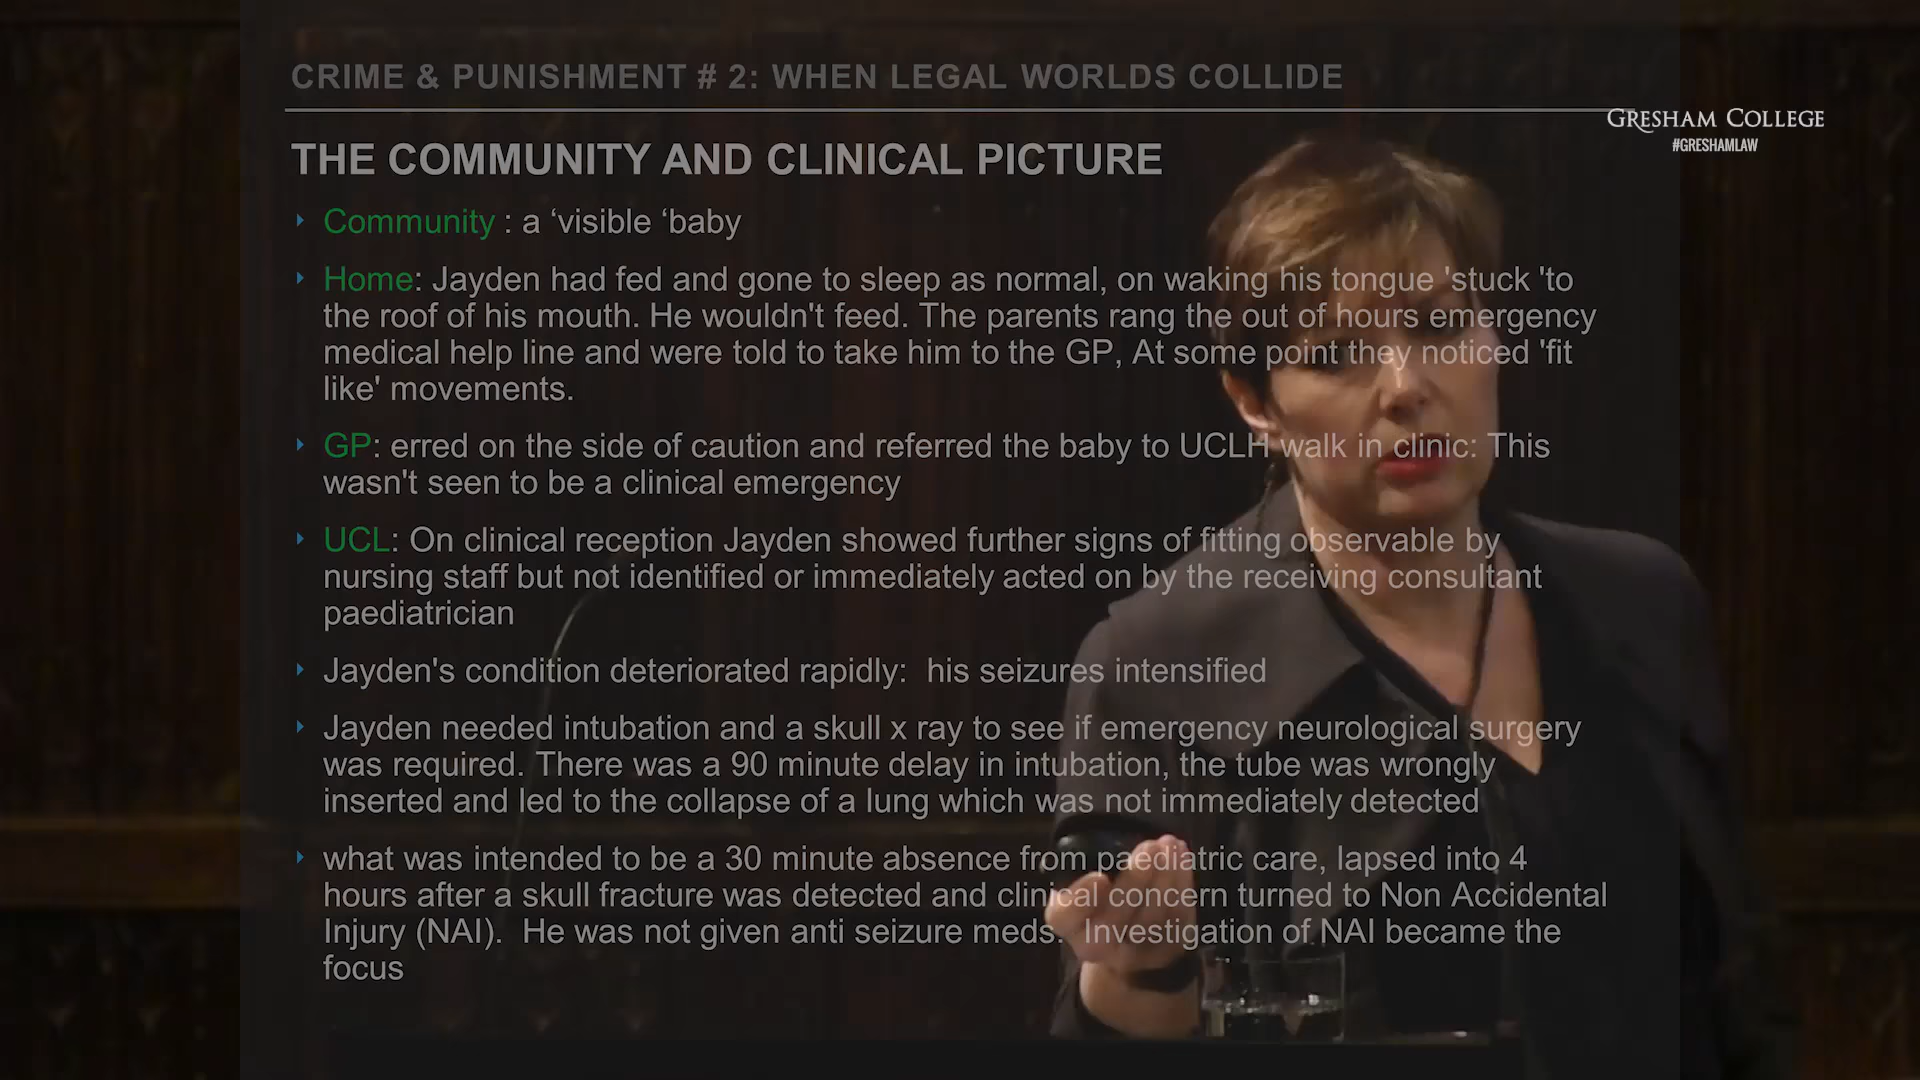 CRIME & PUNISHMENT # 2: WHEN LEGAL WORLDS COLLIDE
GRESHAM COLLEGE
#GRESHAMLAW
THE COMMUNITY AND CLINICAL PICTURE
Community : a ‘visible ‘baby
Home: Jayden had fed and gone to sleep as normal, on waking his tongue 'stuck 'to
the roof of his mouth. He wouldn't feed. The parents rang the out of hours emergency
medical help line and were told to take him to the GP, At some point they noticed 'fit
like' movements.
GP: erred on the side of caution and referred the baby to UCLH walk in clinic: This
wasn't seen to be a clinical emergency
UCL: On clinical reception Jayden showed further signs of fitting observable by
nursing staff but not identified or immediately acted on by the receiving consultant
paediatrician
Jayden's condition deteriorated rapidly: his seizures intensified
Jayden needed intubation and a skull x ray to see if emergency neurological surgery
was required. There was a 90 minute delay in intubation, the tube was wrongly
inserted and led to the collapse of a lung which was not immediately detected
what was intended to be a 30 minute absence from paediatric care, lapsed into 4
hours after a skull fracture was detected and clinical concern turned to Non Accidental
Injury (NAI). He was not given anti seizure meds. Investigation of NAI became the
focus